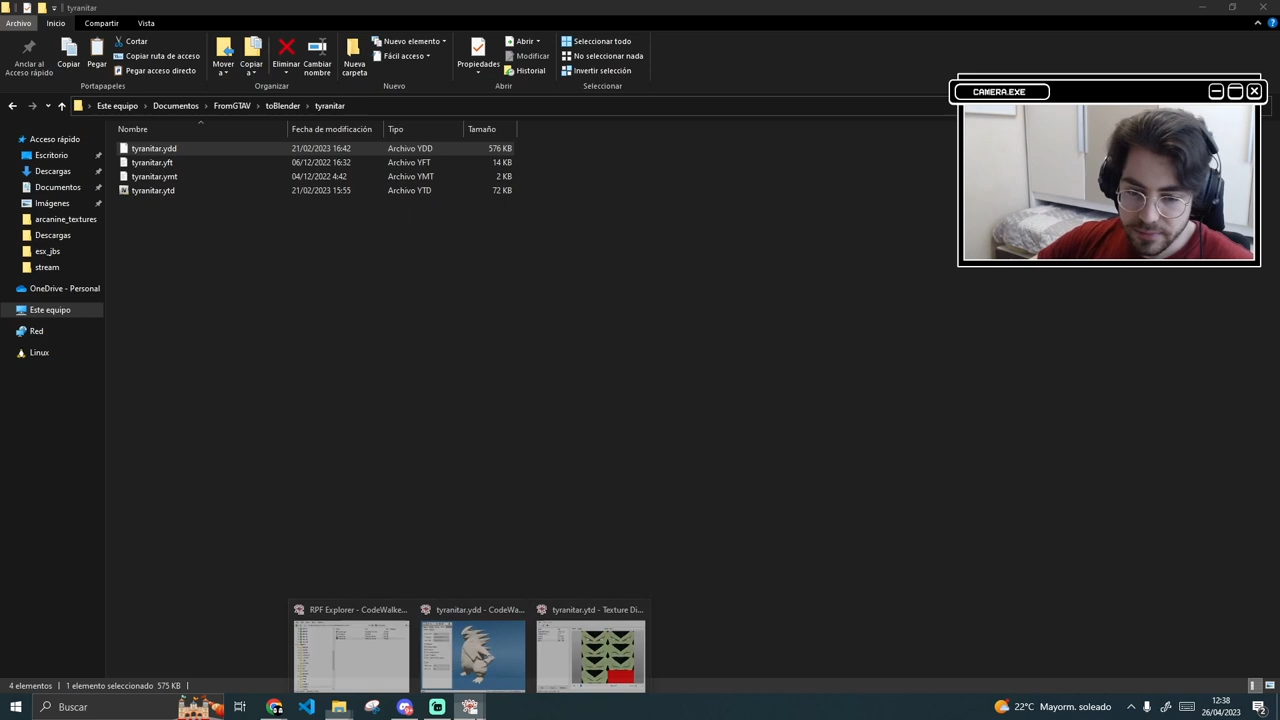 tyranitar
Archivo Inicio Compartir Vista
Anclar al Acceso rápido
Copiar
Pegar
Cortar
Copiar ruta de acceso
Pegar acceso directo
Portapapeles
Mover a
Copiar a
Eliminar
Cambiar nombre
Organizar
Nueva carpeta
Nuevo elemento
Fácil acceso
Nuevo
Propiedades
Abrir
Modificar
Historial
Abrir
Seleccionar todo
No seleccionar nada
Invertir selección
Seleccionar
CAMERA.EXE
Este equipo > Documentos > FromGTAV > toBlender > tyranitar
Nombre Fecha de modificación Tipo Tamaño
tyranitar.ydd 21/02/2023 16:42 Archivo YDD 576 KB
tyranitar.yft 06/12/2022 16:32 Archivo YFT 14 KB
tyranitar.ymt 04/12/2022 4:42 Archivo YMT 2 KB
tyranitar.ytd 21/02/2023 15:55 Archivo YTD 72 KB
Acceso rápido
Escritorio
Descargas
Documentos
Imágenes
arcanine_textures
Descargas
esx_jbs
stream
OneDrive - Personal
Este equipo
Red
Linux
RPF Explorer - CodeWalke...
tyranitar.ydd - CodeWa...
tyranitar.ytd - Texture Di...
4 elementos 1 elemento seleccionado 575 KB
Buscar
22°C Mayorm. soleado
12:38
26/04/2023